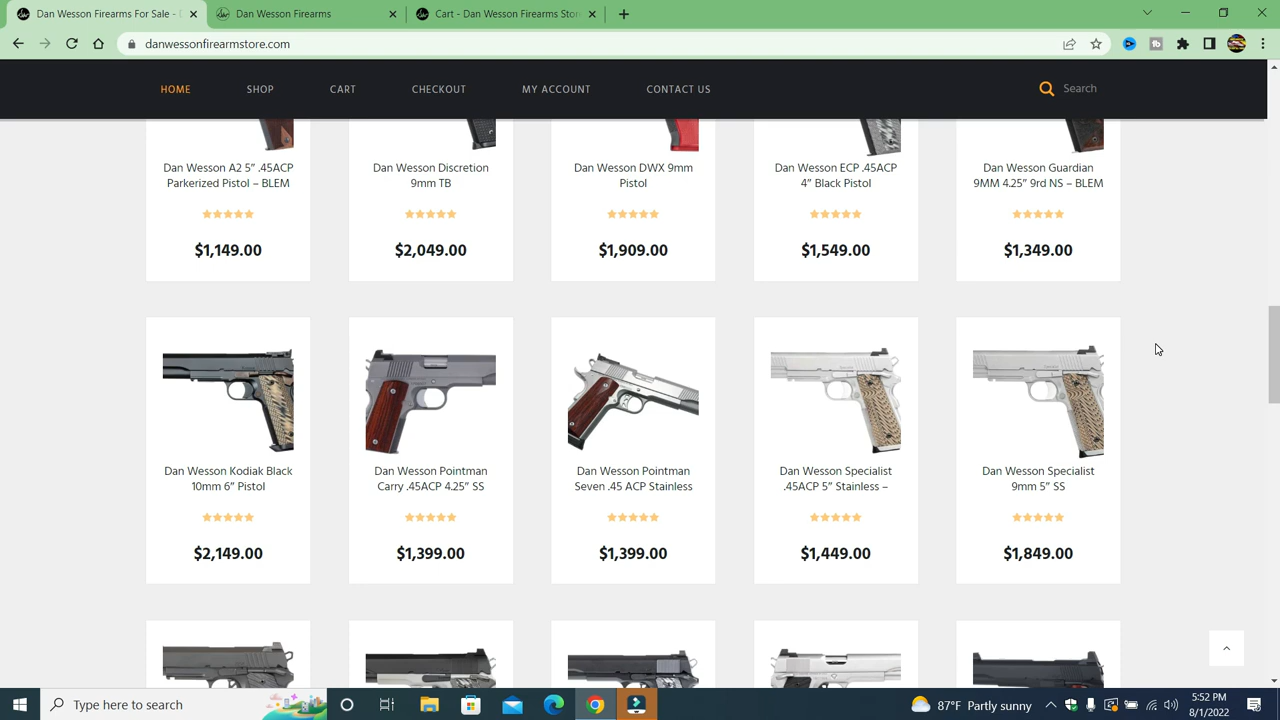 Dan Wesson Firearms For Sale - D
Dan Wesson Firearms
Cart - Dan Wesson Firearms Store
danwessonfirearmstore.com
HOME
SHOP
CART
CHECKOUT
MY ACCOUNT
CONTACT US
Search
Dan Wesson A2 5” .45ACP
Parkerized Pistol – BLEM
$1,149.00
Dan Wesson Discretion
9mm TB
$2,049.00
Dan Wesson DWX 9mm
Pistol
$1,909.00
Dan Wesson ECP .45ACP
4” Black Pistol
$1,549.00
Dan Wesson Guardian
9MM 4.25” 9rd NS – BLEM
$1,349.00
Dan Wesson Kodiak Black
10mm 6” Pistol
$2,149.00
Dan Wesson Pointman
Carry .45ACP 4.25” SS
$1,399.00
Dan Wesson Pointman
Seven .45 ACP Stainless
$1,399.00
Dan Wesson Specialist
.45ACP 5” Stainless –
$1,449.00
Dan Wesson Specialist
9mm 5” SS
$1,849.00
Type here to search
87°F Partly sunny
5:52 PM
8/1/2022